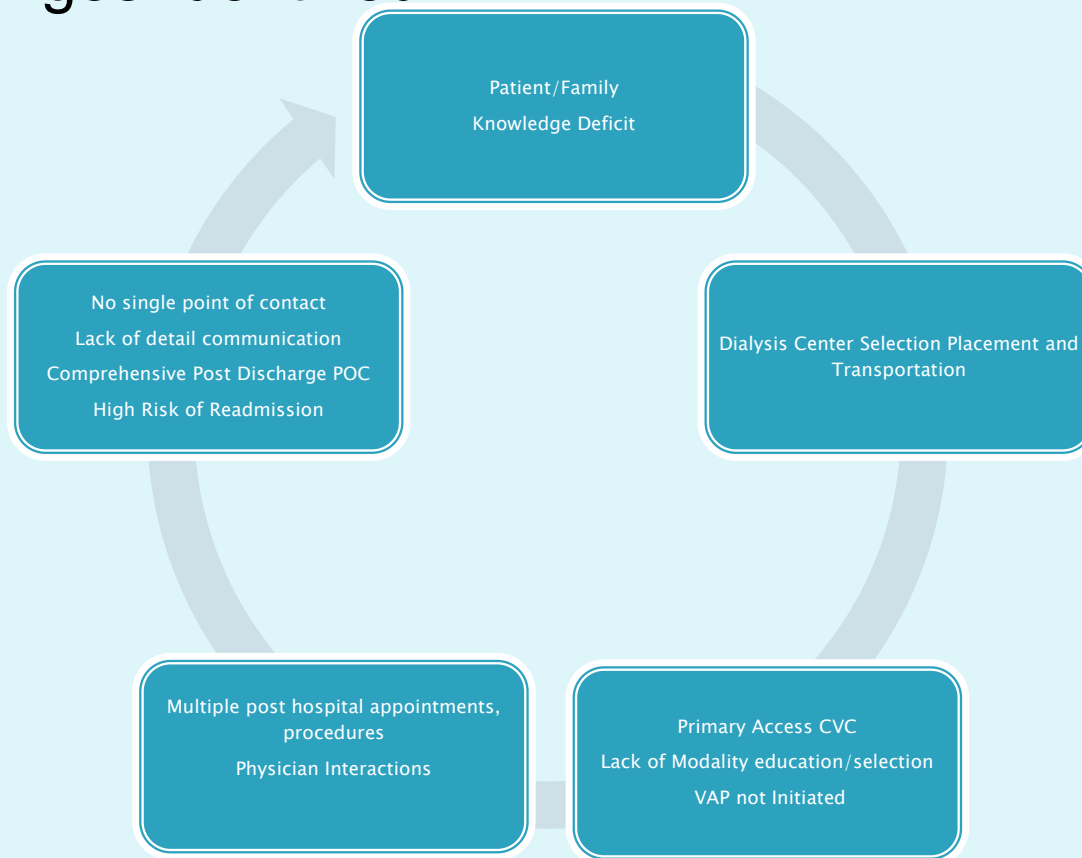 Patient/Family
Knowledge Deficit
Dialysis Center Selection Placement and
Transportation
Primary Access CVC
Lack of Modality education/selection
VAP not Initiated
Multiple post hospital appointments,
procedures
Physician Interactions
No single point of contact
Lack of detail communication
Comprehensive Post Discharge POC
High Risk of Readmission